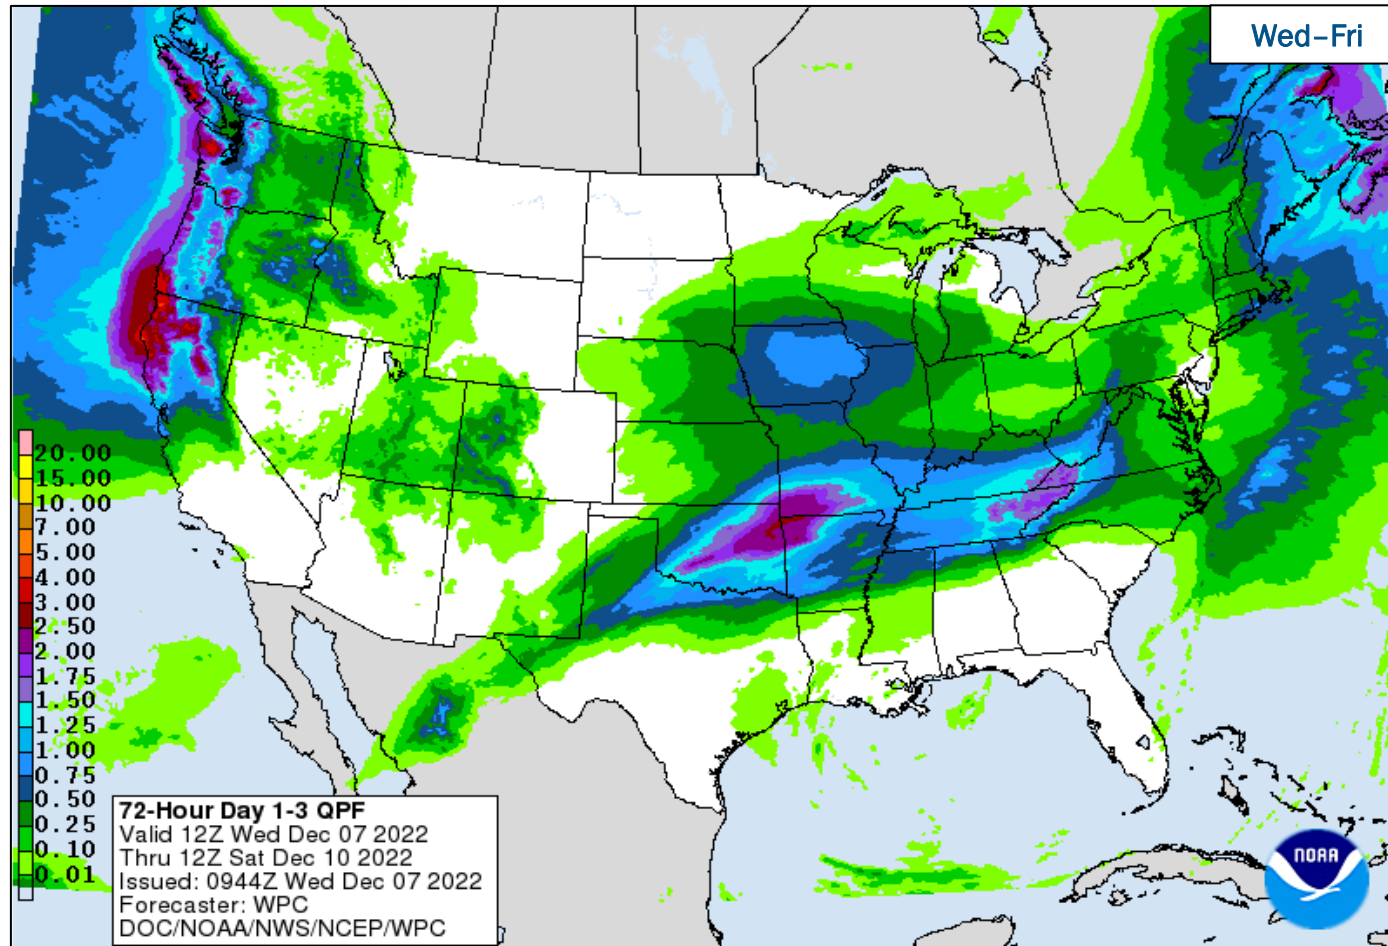 Wed–Fri
20.00
15.00
10.00
7.00
5.00
4.00
3.00
2.50
2.00
1.75
1.50
1.25
1.00
0.75
0.50
0.25
0.10
0.01
72-Hour Day 1-3 QPF
Valid 12Z Wed Dec 07 2022
Thru 12Z Sat Dec 10 2022
Issued: 0944Z Wed Dec 07 2022
Forecaster: WPC
DOC/NOAA/NWS/NCEP/WPC
NOAA